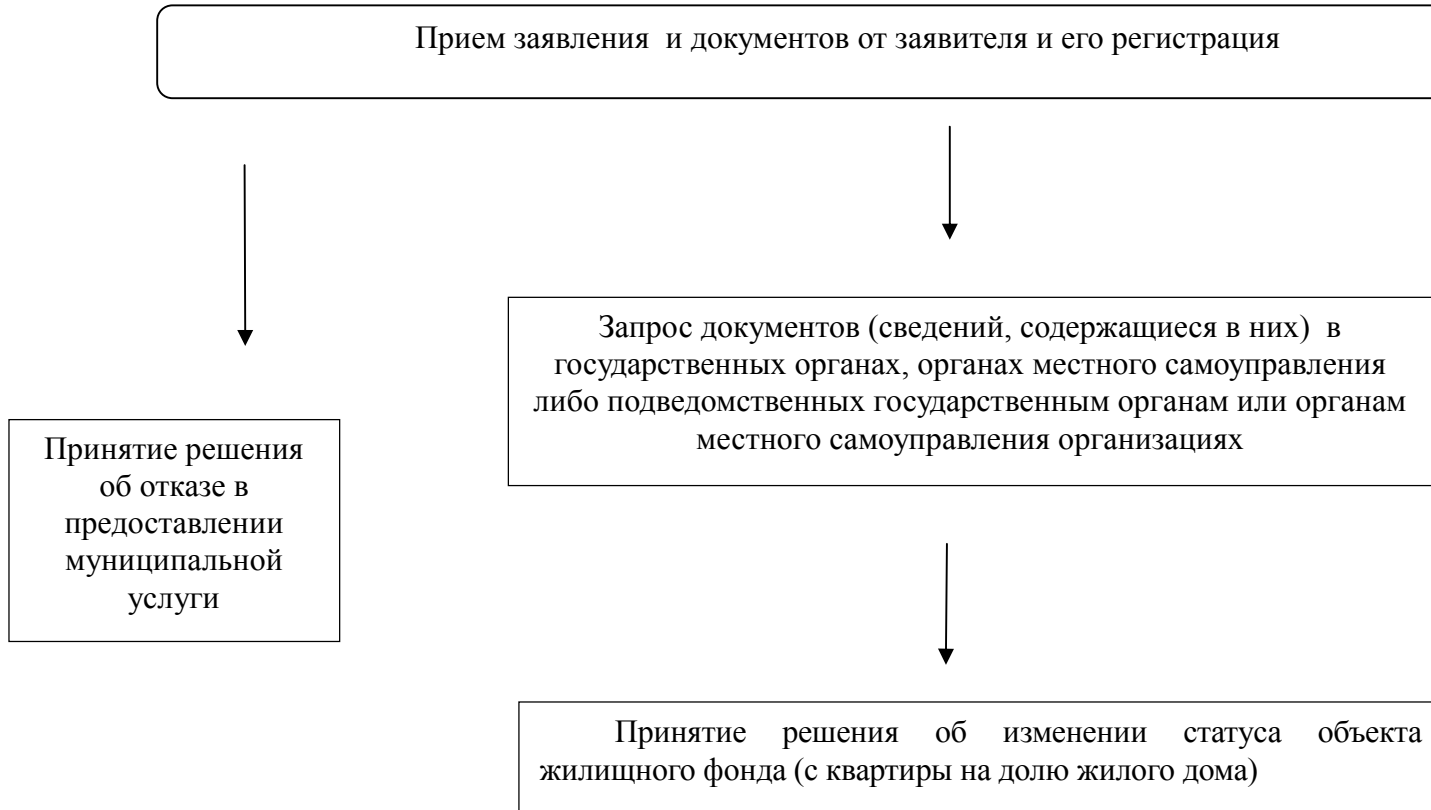 Прием заявления и документов от заявителя и его регистрация
Запрос документов (сведений, содержащиеся в них) в
государственных органах, органах местного самоуправления
либо подведомственных государственным органам или органам
местного самоуправления организациях
Принятие решения
об отказе в
предоставлении
муниципальной
услуги
Принятие решения об изменении статуса объекта
жилищного фонда (с квартиры на долю жилого дома)